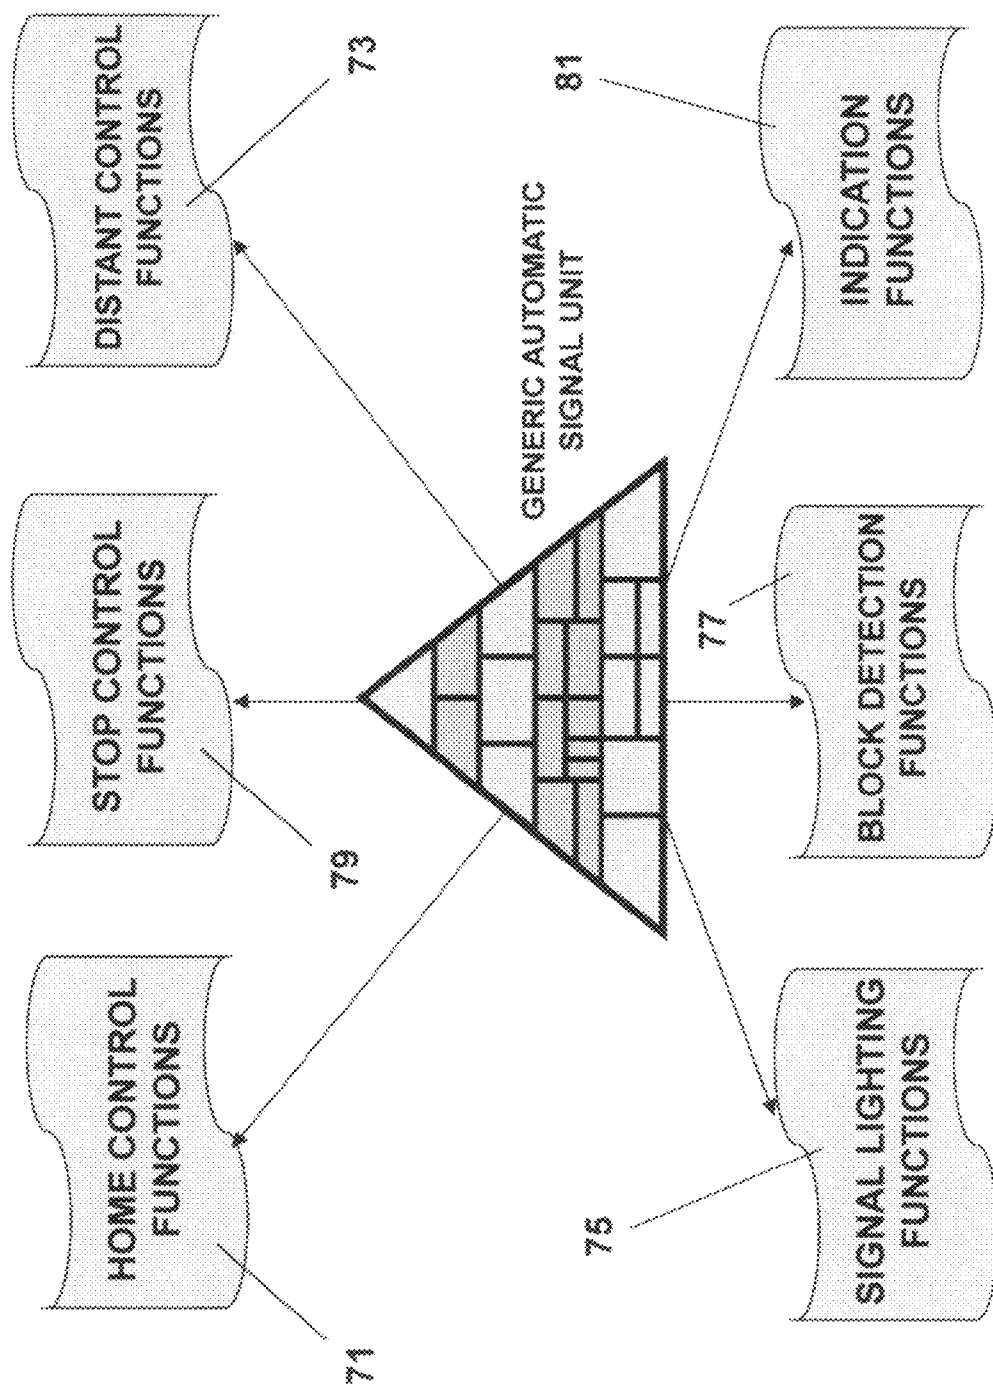 HOME CONTROL
FUNCTIONS
71
STOP CONTROL
FUNCTIONS
79
DISTANT CONTROL
FUNCTIONS
73
GENERIC AUTOMATIC
SIGNAL UNIT
SIGNAL LIGHTING
FUNCTIONS
75
BLOCK DETECTION
FUNCTIONS
77
INDICATION
FUNCTIONS
81